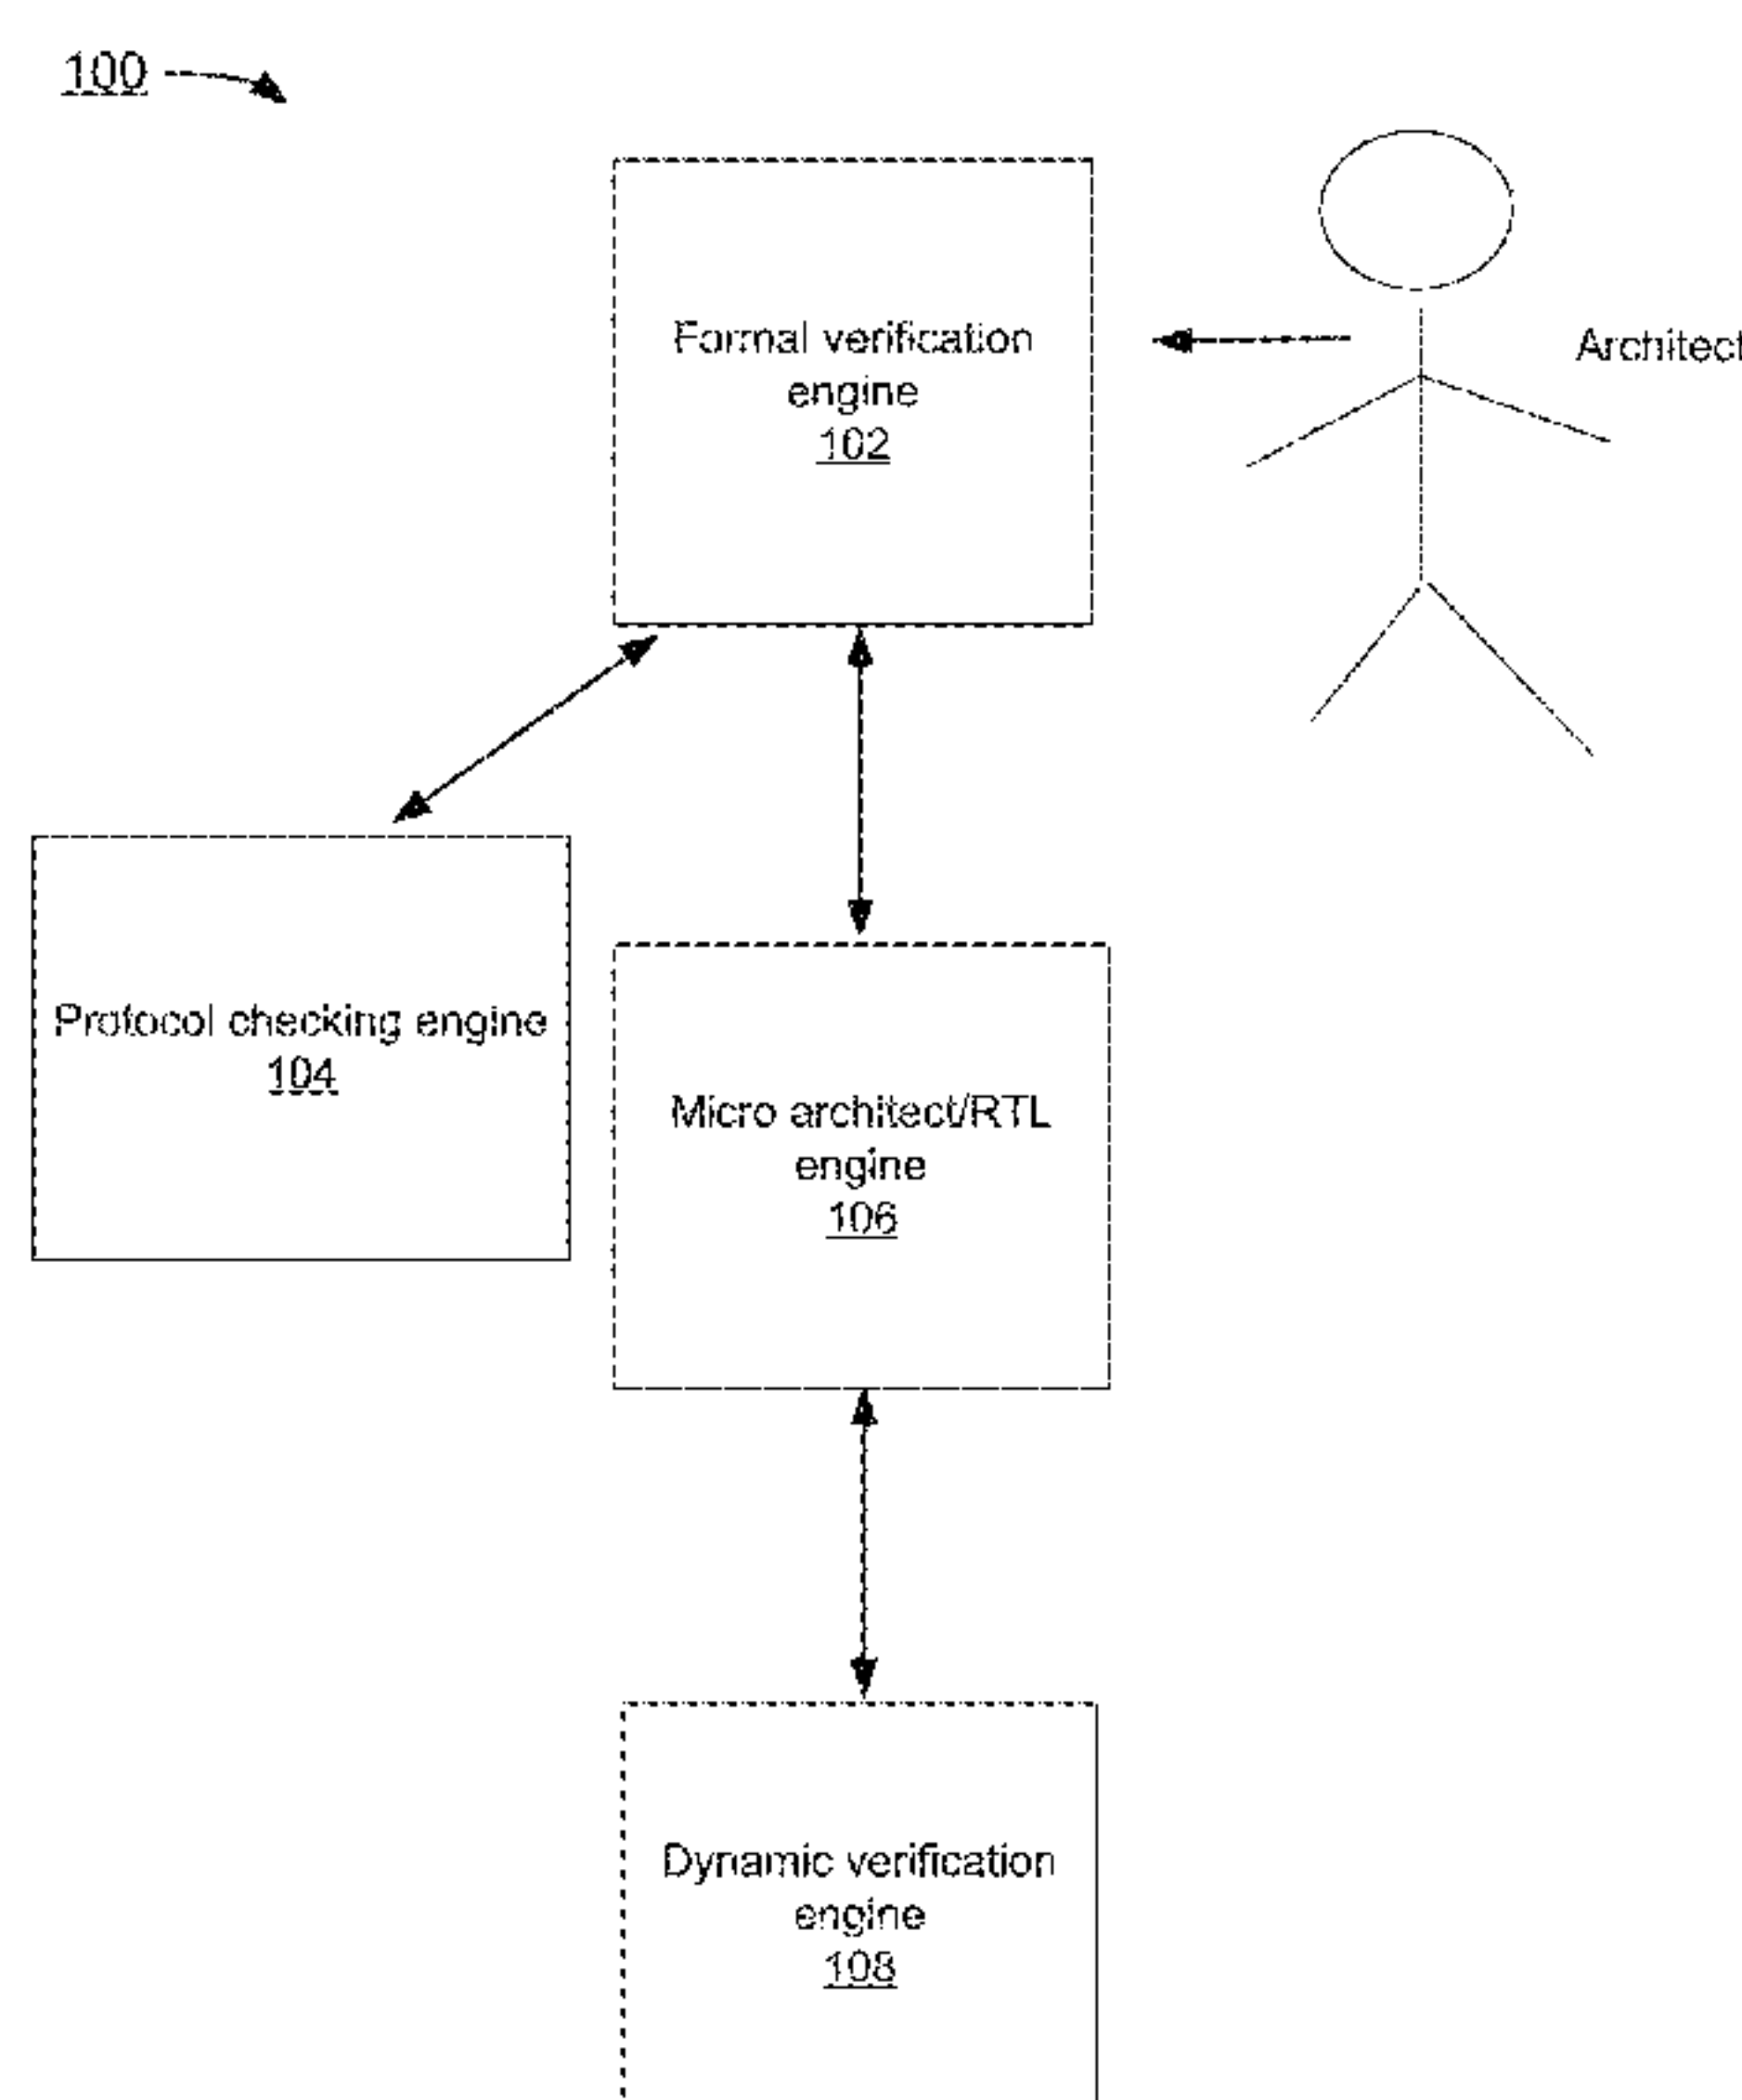 100
Formal verification
engine
102
Architect
Protocol checking engine
104
Micro architect/RTL
engine
106
Dynamic verification
engine
108